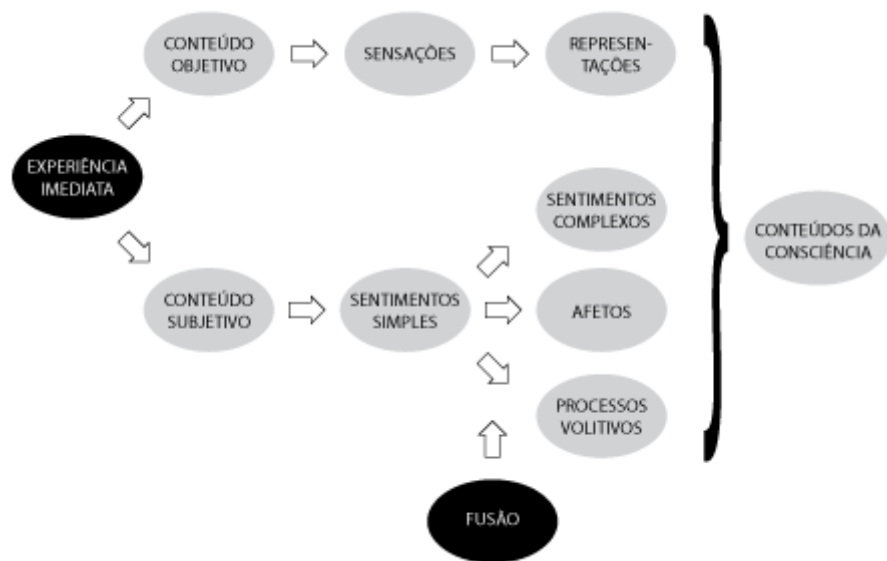 CONTEÚDO
OBJETIVO
SENSAÇÕES
REPRESEN-
TAÇÕES
EXPERIÊNCIA
IMEDIATA
SENTIMENTOS
COMPLEXOS
CONTEÚDOS DA
CONSCIÊNCIA
CONTEÚDO
SUBJETIVO
SENTIMENTOS
SIMPLES
AFETOS
PROCESSOS
VOLITIVOS
FUSÃO